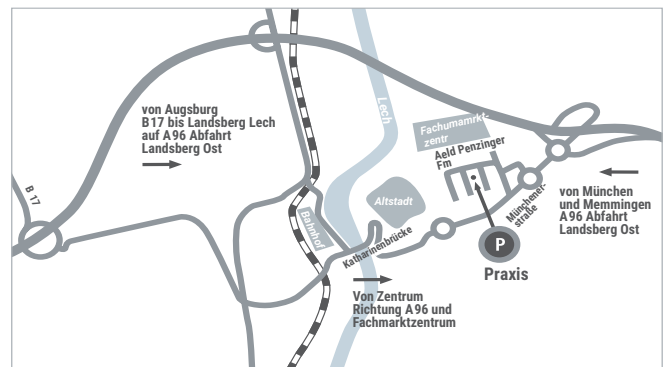 von Augsburg
B17 bis Landsberg Lech
auf A96 Abfahrt
Landsberg Ost
Lech
Fachumamrkt-
zentr
Aeld Penzinger
Fm
B 17
Altstadt
Münchener-
straße
von München
und Memmingen
A96 Abfahrt
Landsberg Ost
Bahnhof
Katharinenbrücke
P
Praxis
Von Zentrum
Richtung A96 und
Fachmarktzentrum